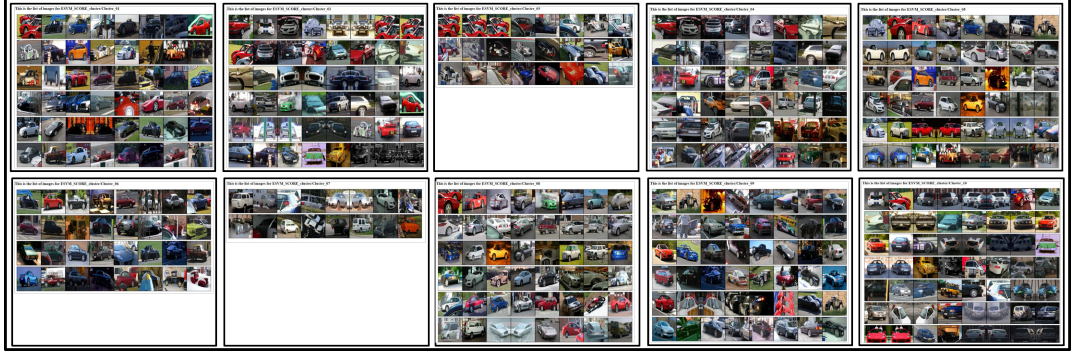 This is the list of images for ESVM_SCORE_cluster/Cluster_01
This is the list of images for ESVM_SCORE_cluster/Cluster_02
This is the list of images for ESVM_SCORE_cluster/Cluster_03
This is the list of images for ESVM_SCORE_cluster/Cluster_04
This is the list of images for ESVM_SCORE_cluster/Cluster_05
This is the list of images for ESVM_SCORE_cluster/Cluster_06
This is the list of images for ESVM_SCORE_cluster/Cluster_07
This is the list of images for ESVM_SCORE_cluster/Cluster_08
This is the list of images for ESVM_SCORE_cluster/Cluster_09
This is the list of images for ESVM_SCORE_cluster/Cluster_10